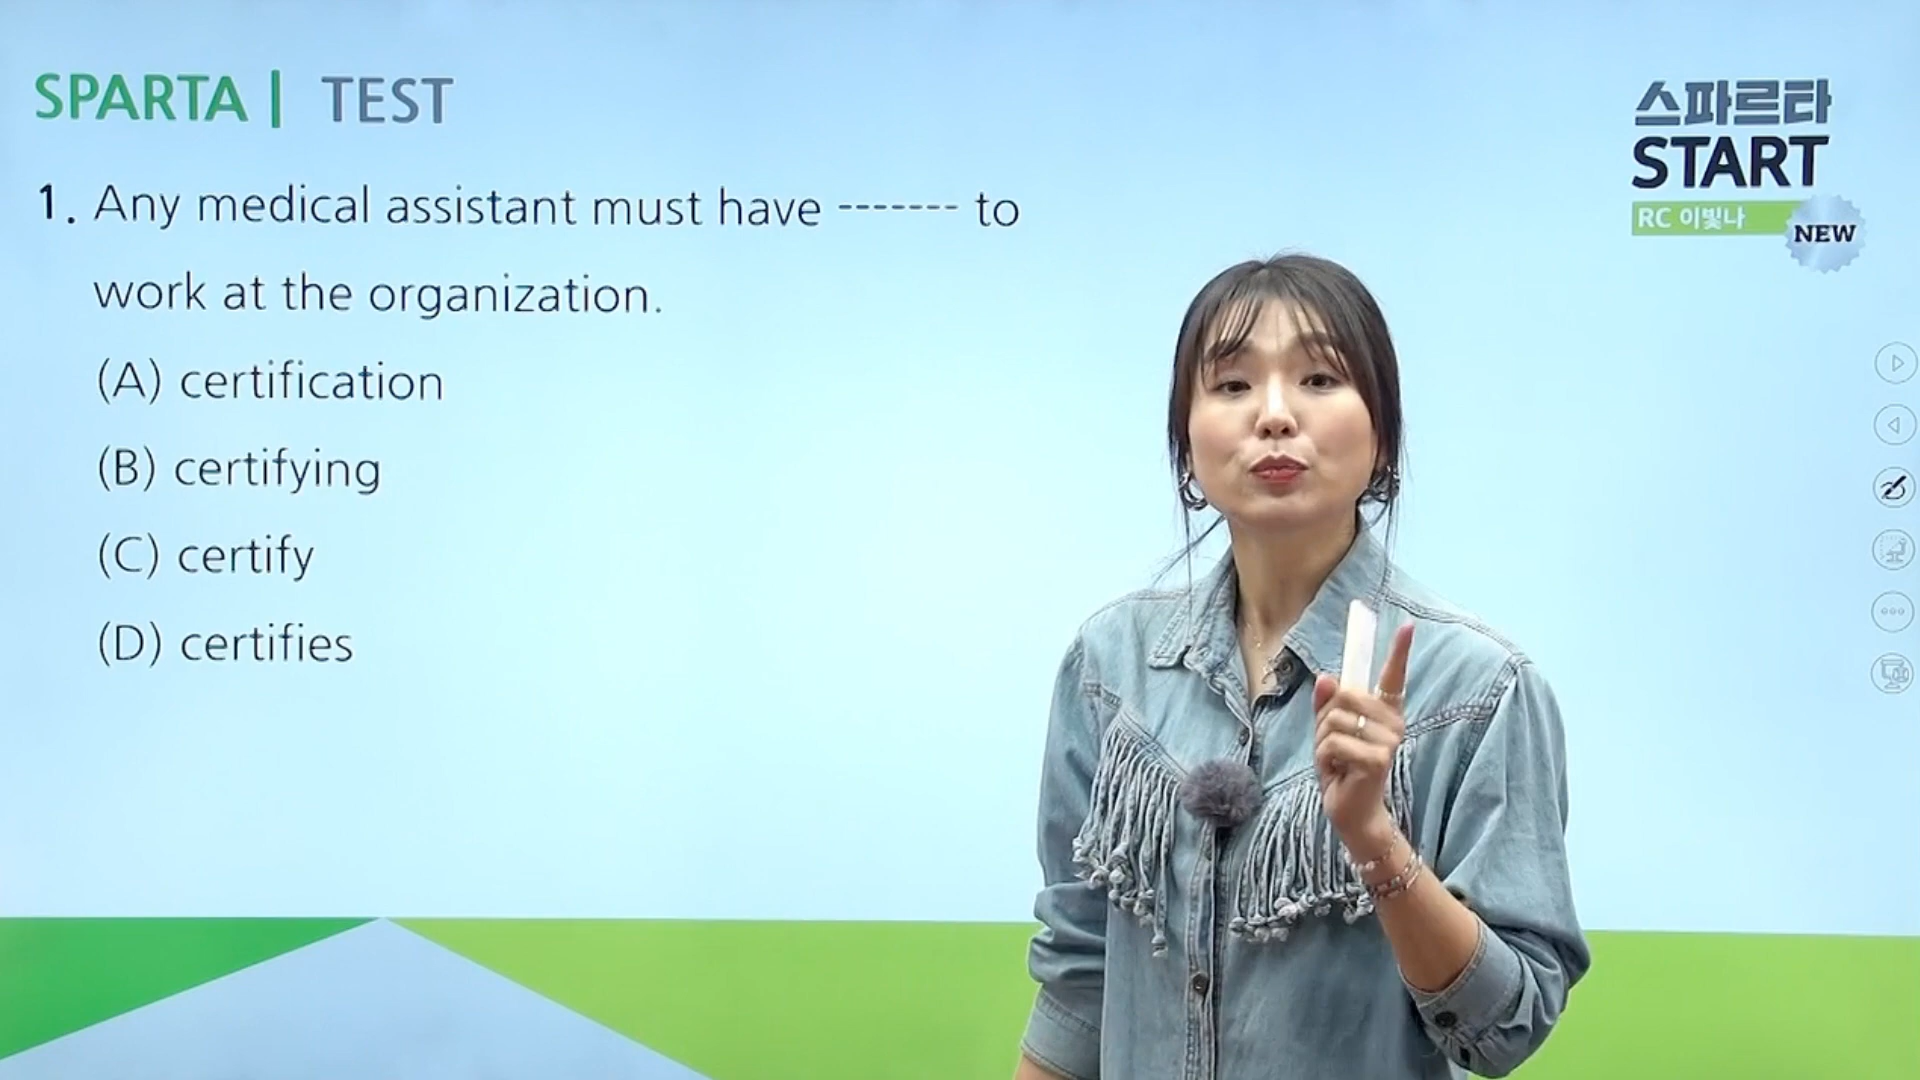 SPARTA | TEST
스파르타
START
RC 이빛나
NEW
1. Any medical assistant must have ------- to
work at the organization.
(A) certification
(B) certifying
(C) certify
(D) certifies